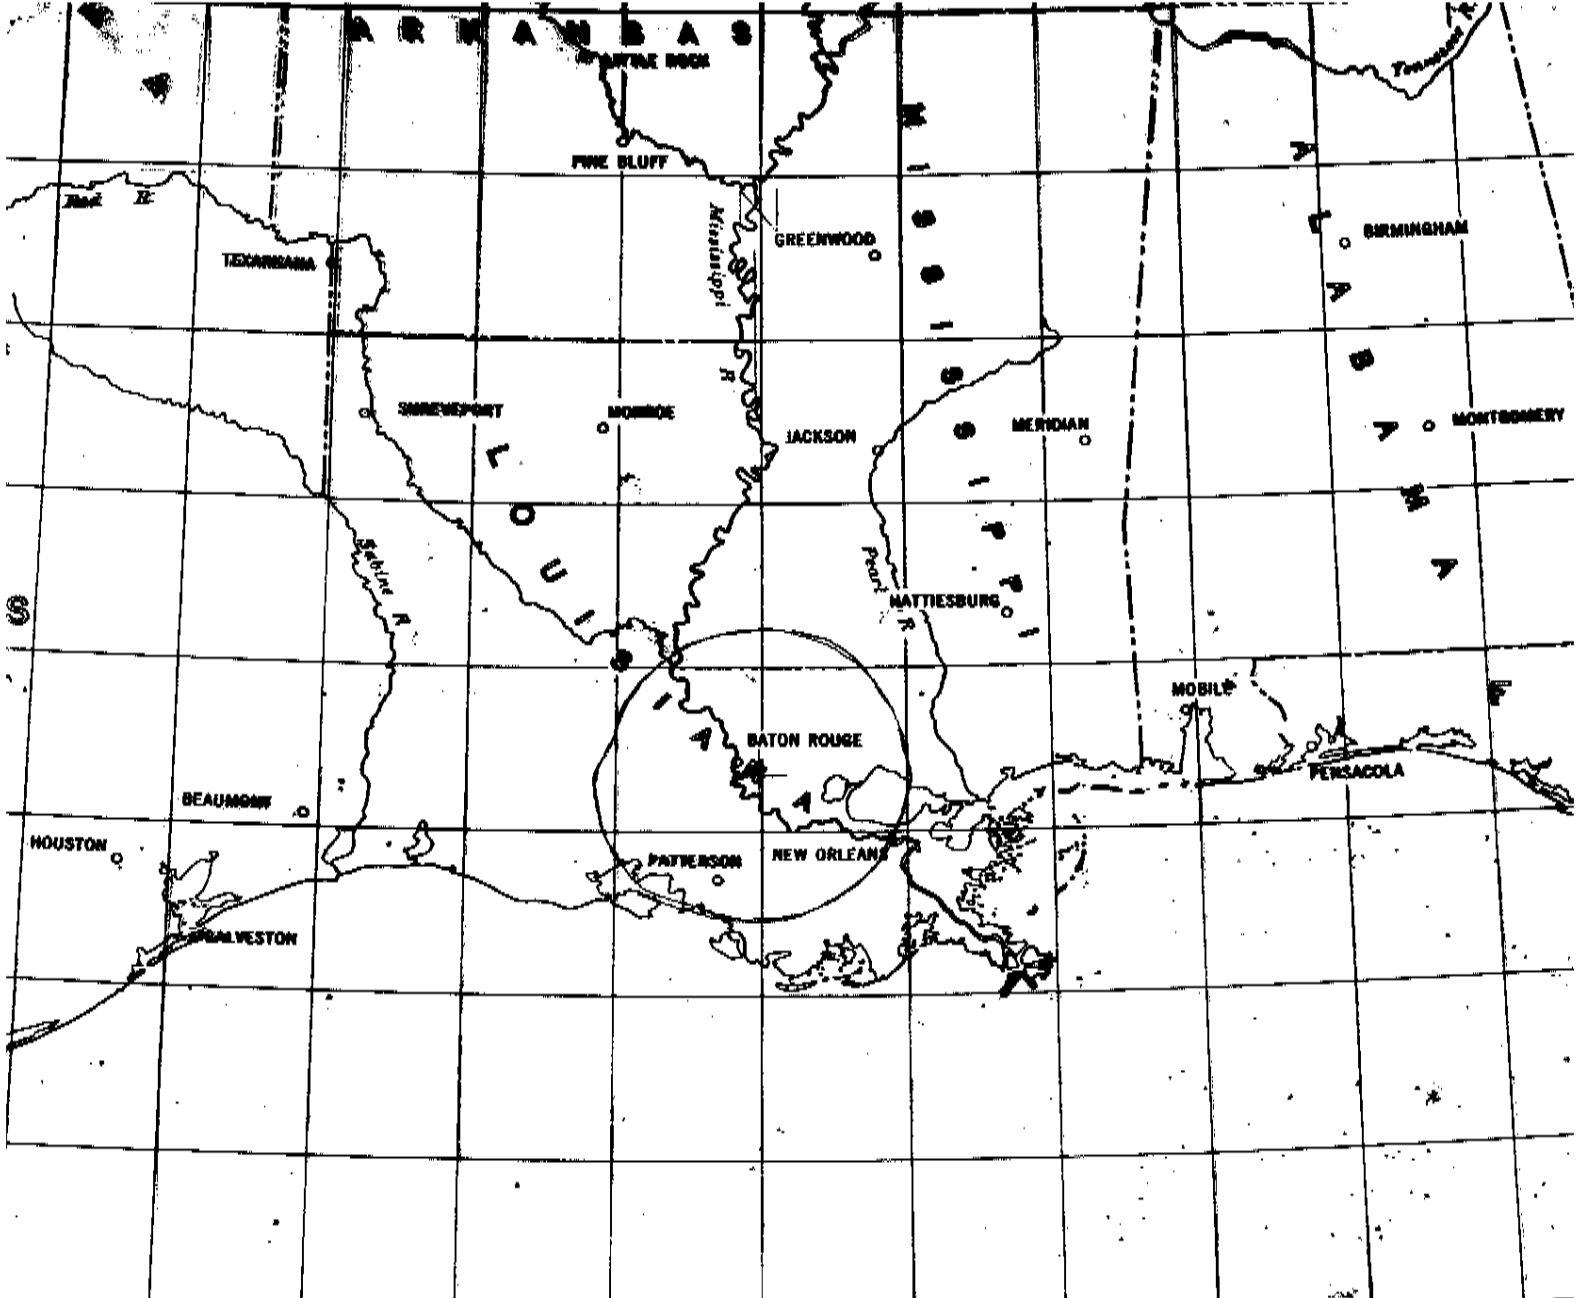 ARKANSAS
LITTLE ROCK
Tennessee R
PINE BLUFF
Red R
Mississippi R
GREENWOOD
BIRMINGHAM
TEXARKANA
MISSISSIPPI
ALABAMA
SHREVEPORT
MONROE
JACKSON
MERIDIAN
MONTGOMERY
LOUISIANA
Sabine R
Pearl R
HATTIESBURG
S
MOBILE
F
BATON ROUGE
PENSACOLA
BEAUMONT
HOUSTON
PATTERSON
NEW ORLEANS
GALVESTON